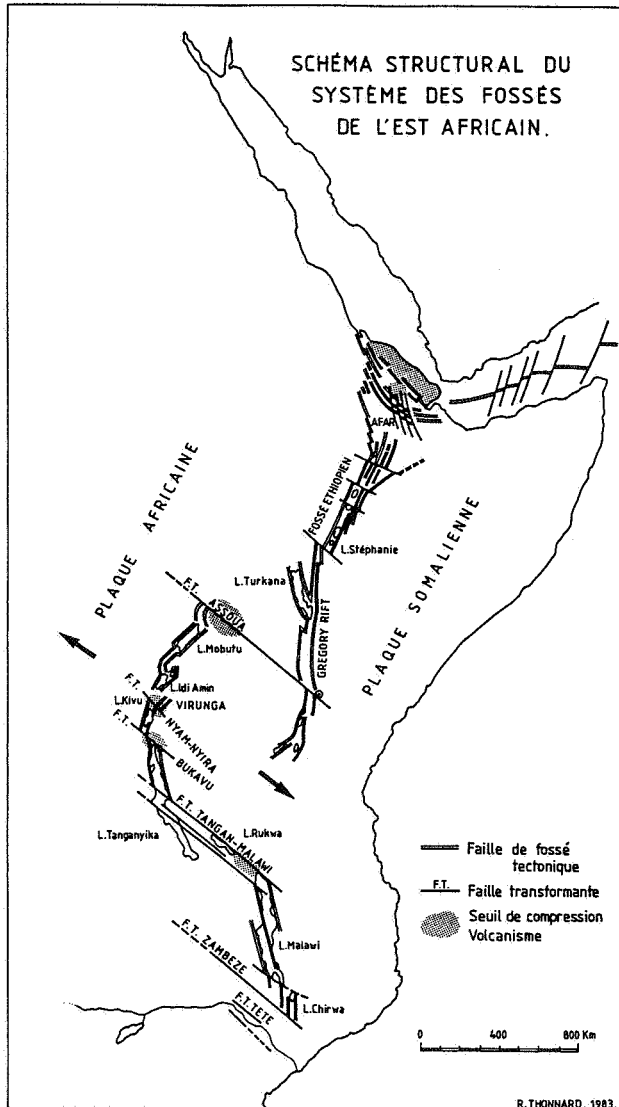 SCHÉMA STRUCTURAL DU
SYSTÈME DES FOSSÉS
DE L'EST AFRICAIN.
AFAR
FOSSÉ ETHIOPIEN
PLAQUE AFRICAINE
L.Stéphanie
L.Turkana
F.T. ASSOUA
GREGORY RIFT
PLAQUE SOMALIENNE
L.Mobutu
L.Idi Amin
F.T.
L.Kivu
VIRUNGA
F.T.
NYAM-NYIRA
BUKAVU
F.T. TANGAN-MALAWI
L.Tanganyika
L.Rukwa
L.Malawi
F.T. ZAMBEZE
F.T.TETE
L.Chirwa
Faille de fossé
tectonique
F.T.
Faille transformante
Seuil de compression
Volcanisme
0 400 800 Km
R.THONNARD.1983.